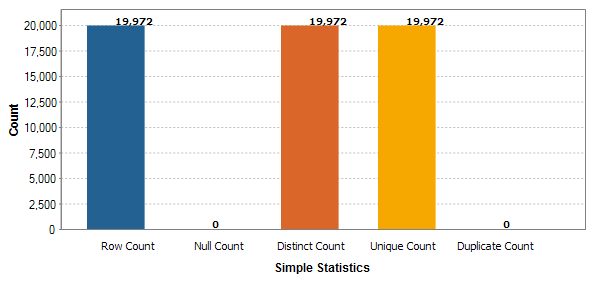 20,000
17,500
15,000
12,500
10,000
7,500
5,000
2,500
0
Count
19,972
0
19,972
19,972
0
Row Count
Null Count
Distinct Count
Unique Count
Duplicate Count
Simple Statistics